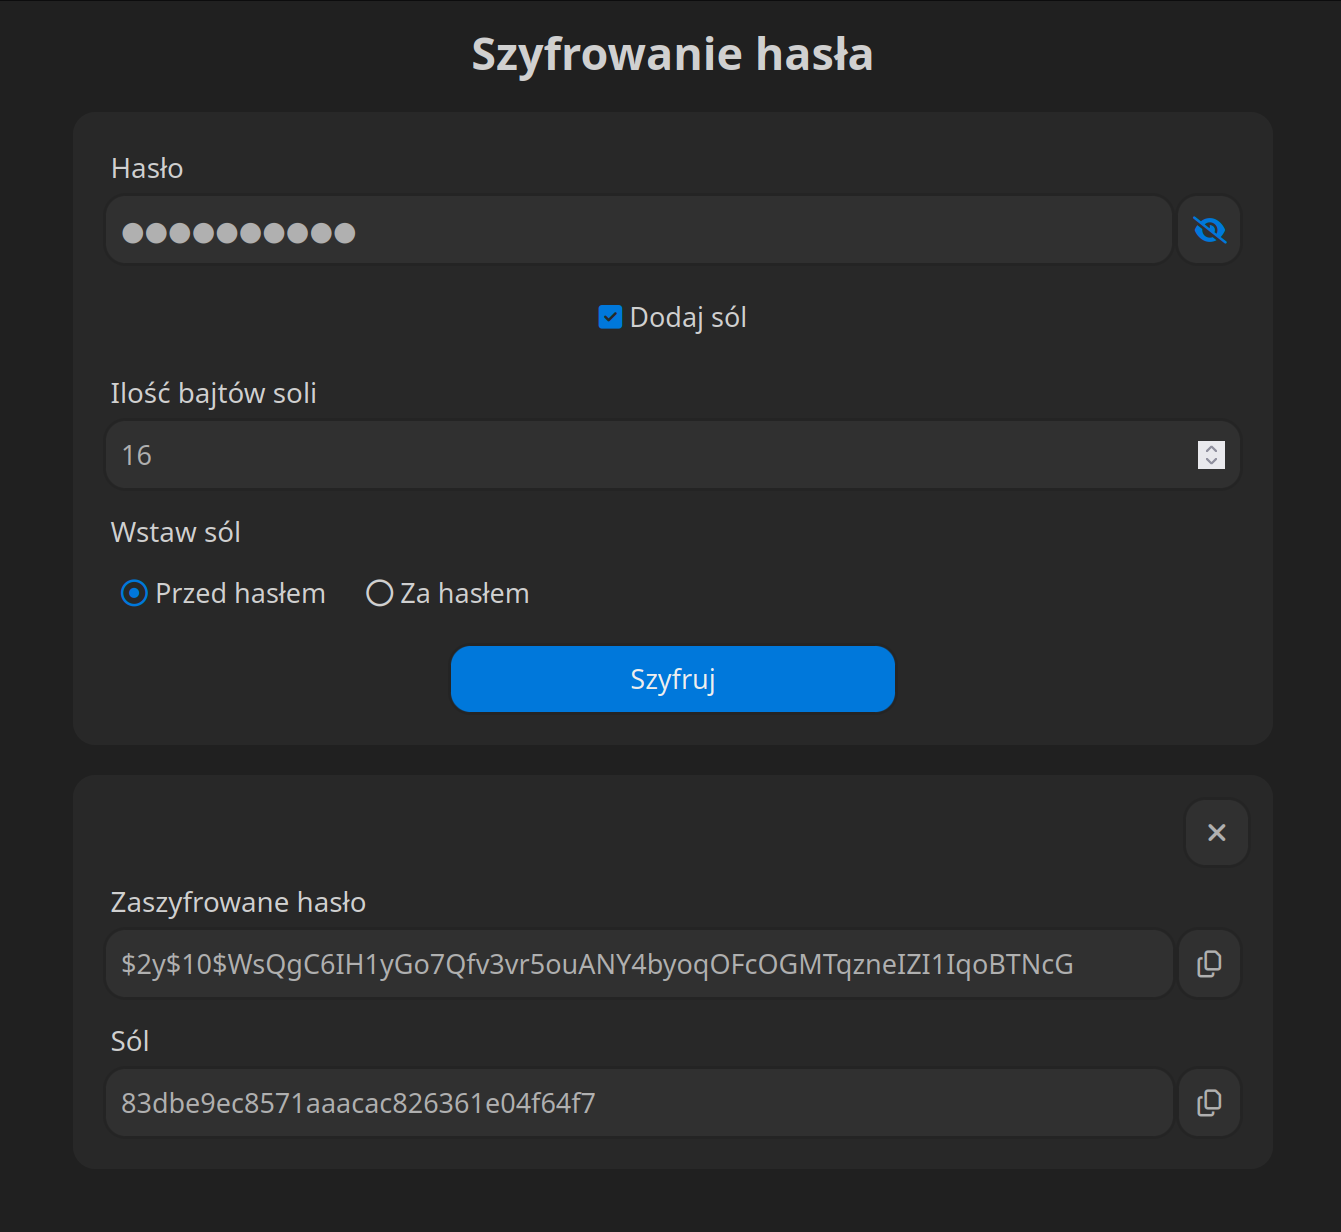 Szyfrowanie hasła
Hasło
●●●●●●●●●●
Dodaj sól
Ilość bajtów soli
16
Wstaw sól
Przed hasłem Za hasłem
Szyfruj
Zaszyfrowane hasło
$2y$10$WsQgC6IH1yGo7Qfv3vr5ouANY4byoqOFcOGMTqzneIZI1IqoBTNcG
Sól
83dbe9ec8571aaacac826361e04f64f7